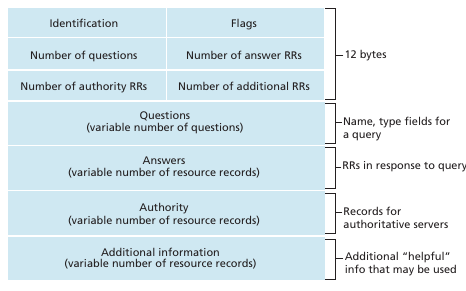 Identification
Flags
Number of questions
Number of answer RRs
12 bytes
Number of authority RRs
Number of additional RRs
Questions
(variable number of questions)
Name, type fields for
a query
Answers
(variable number of resource records)
RRs in response to query
Authority
(variable number of resource records)
Records for
authoritative servers
Additional information
(variable number of resource records)
Additional “helpful”
info that may be used